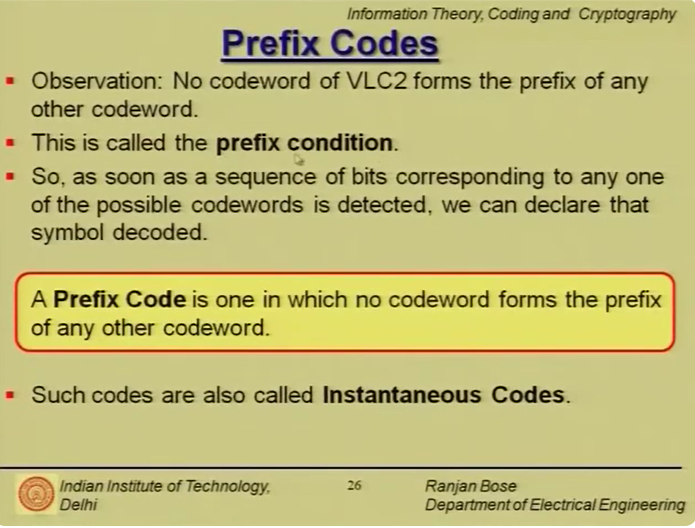 Information Theory, Coding and Cryptography
Prefix Codes
Observation: No codeword of VLC2 forms the prefix of any
other codeword.
This is called the prefix condition.
So, as soon as a sequence of bits corresponding to any one
of the possible codewords is detected, we can declare that
symbol decoded.
A Prefix Code is one in which no codeword forms the prefix
of any other codeword.
Such codes are also called Instantaneous Codes.
Indian Institute of Technology,
Delhi
26
Ranjan Bose
Department of Electrical Engineering